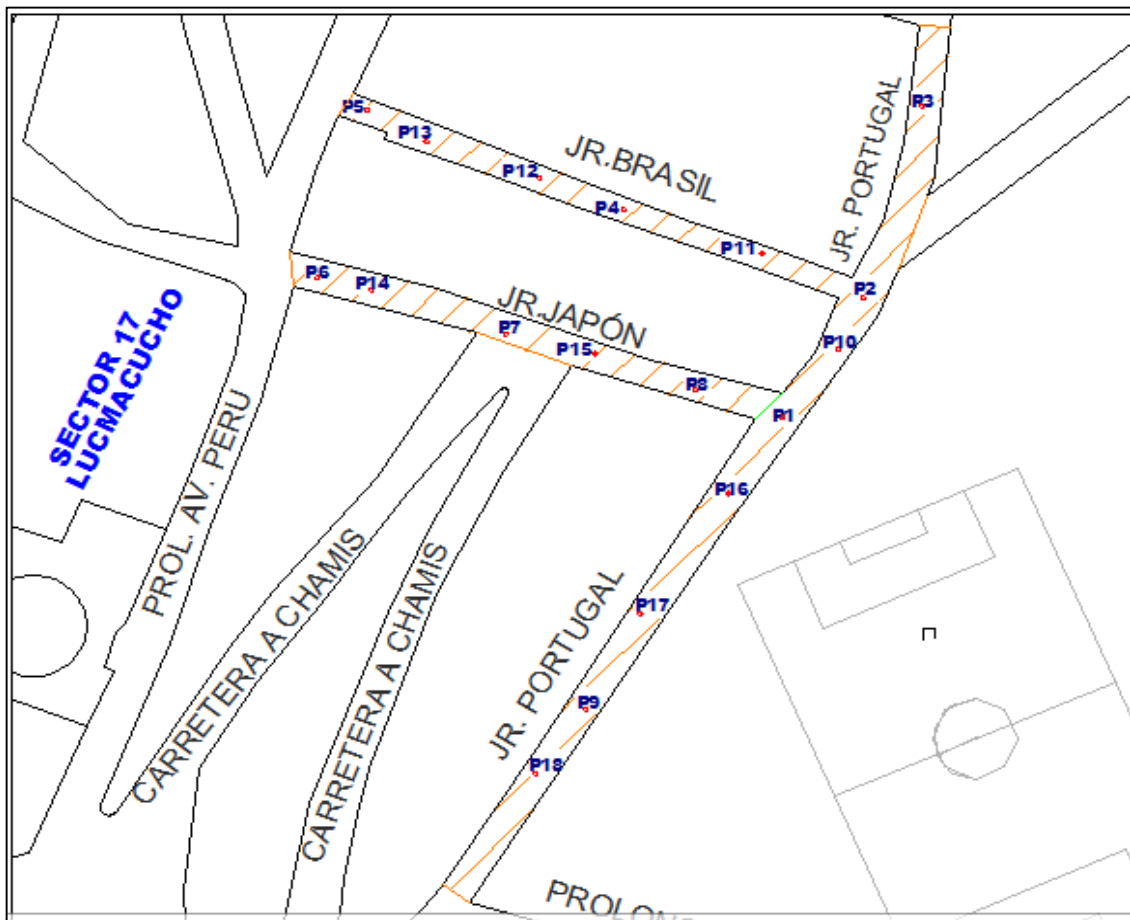 P5
P13
P12
P4
P11
JR.BRASIL
JR. PORTUGAL
P3
P2
P10
P6
P14
P7
JR.JAPÓN
P15
P8
P1
P16
P17
P9
P18
JR. PORTUGAL
SECTOR 17
LUCMACUCHO
PROL. AV. PERU
CARRETERA A CHAMIS
CARRETERA A CHAMIS